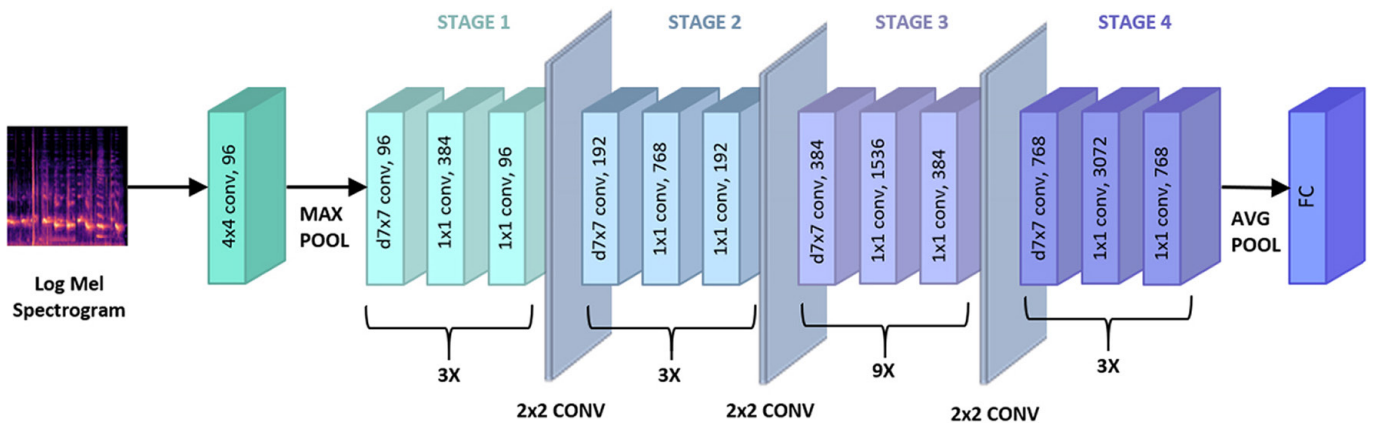 STAGE 1
STAGE 2
STAGE 3
STAGE 4
Log Mel
Spectrogram
4x4 conv, 96
MAX
POOL
d7x7 conv, 96
1x1 conv, 384
1x1 conv, 96
3X
2x2 CONV
d7x7 conv, 192
1x1 conv, 768
1x1 conv, 192
3X
2x2 CONV
d7x7 conv, 384
1x1 conv, 1536
1x1 conv, 384
9X
2x2 CONV
d7x7 conv, 768
1x1 conv, 3072
1x1 conv, 768
3X
AVG
POOL
FC